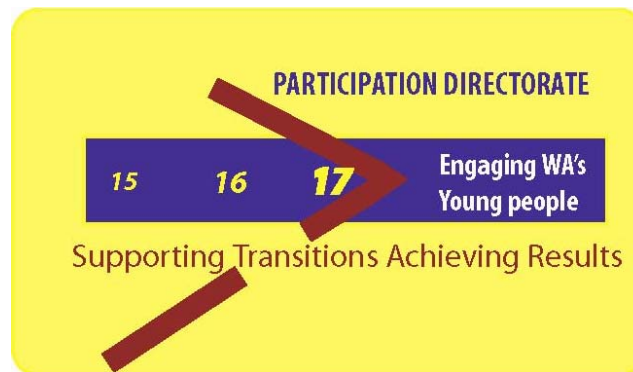 PARTICIPATION DIRECTORATE
15 16 17 Engaging WA's
Young people
Supporting Transitions Achieving Results